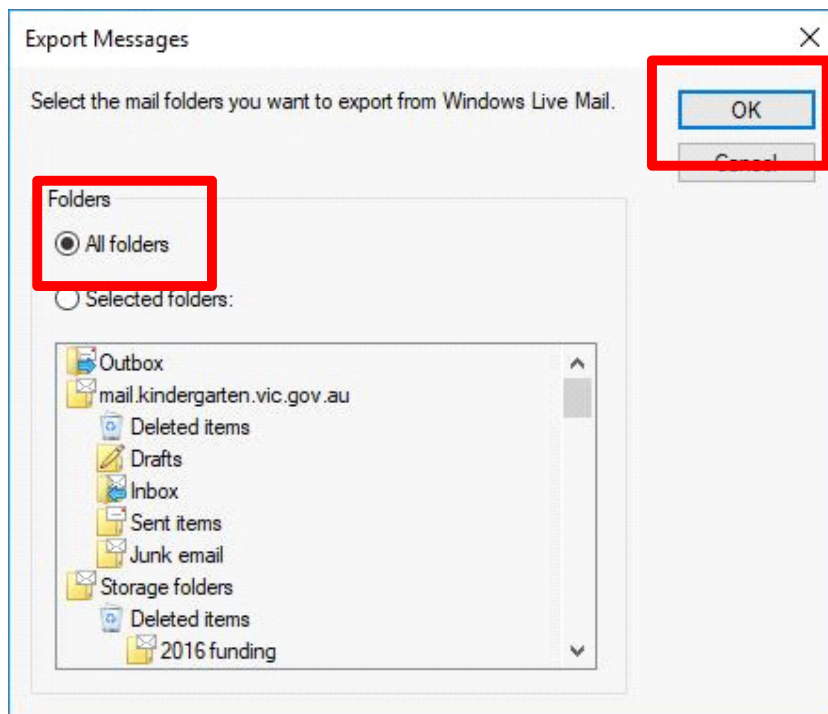 Export Messages
Select the mail folders you want to export from Windows Live Mail.
OK
Cancel
Folders
All folders
Selected folders:
Outbox
mail.kindergarten.vic.gov.au
Deleted items
Drafts
Inbox
Sent items
Junk email
Storage folders
Deleted items
2016 funding